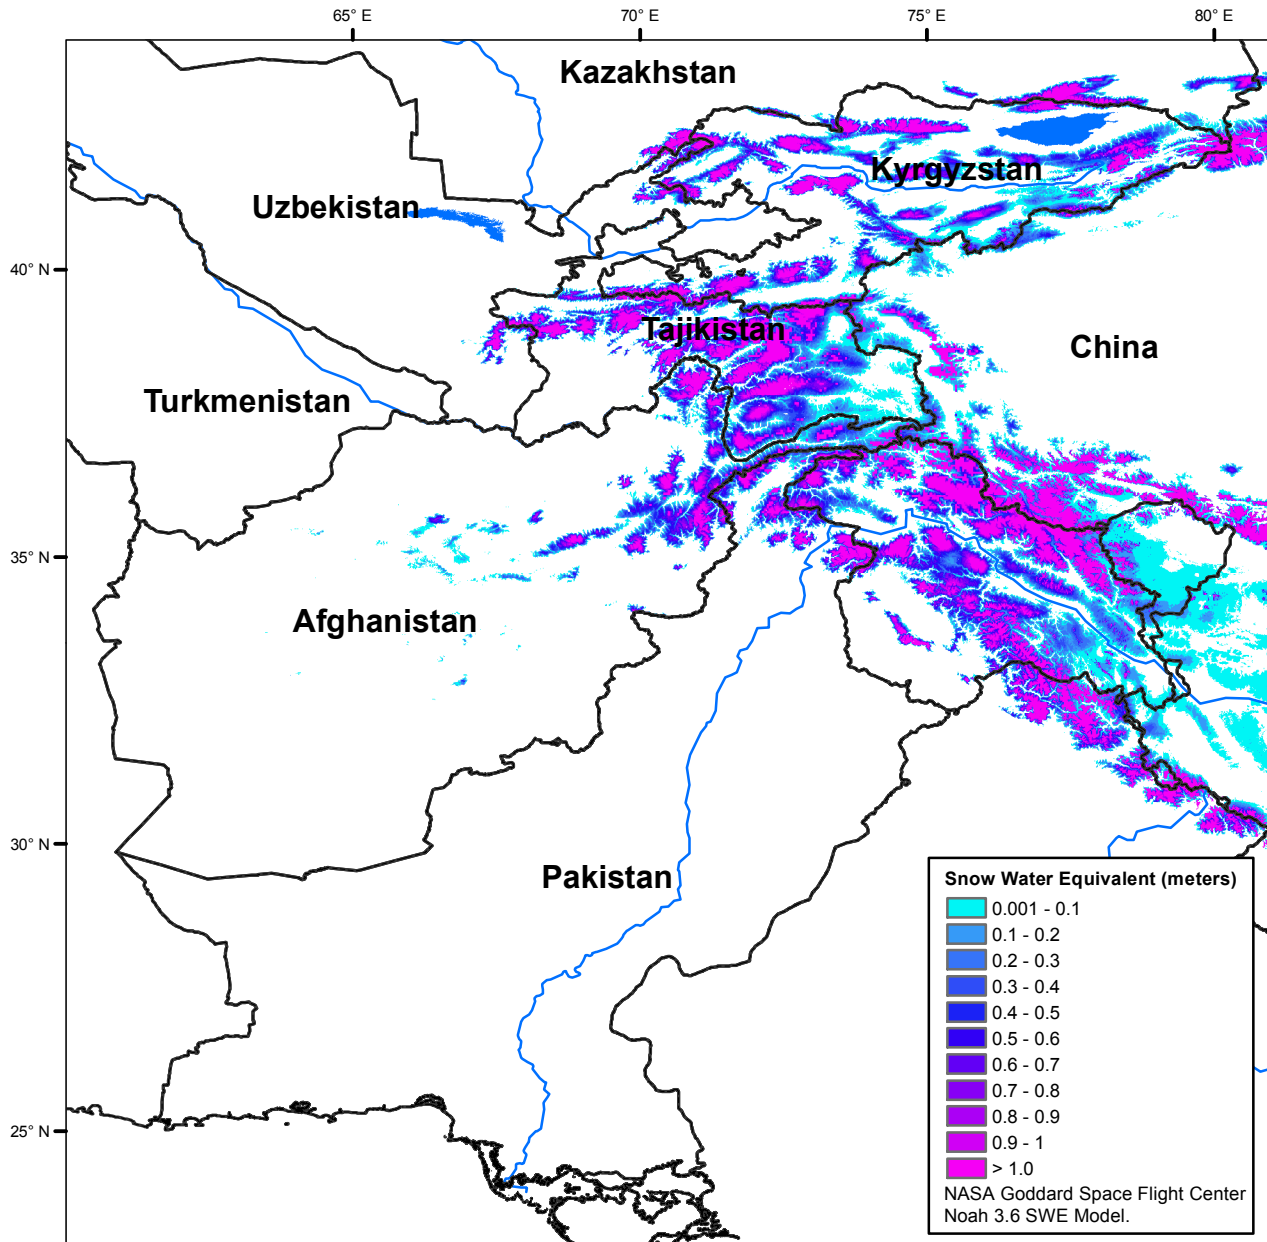 65° E
70° E
75° E
80° E
Kazakhstan
Kyrgyzstan
Uzbekistan
40° N
Tajikistan
China
Turkmenistan
35° N
Afghanistan
30° N
Pakistan
25° N
Snow Water Equivalent (meters)
0.001 - 0.1
0.1 - 0.2
0.2 - 0.3
0.3 - 0.4
0.4 - 0.5
0.5 - 0.6
0.6 - 0.7
0.7 - 0.8
0.8 - 0.9
0.9 - 1
> 1.0
NASA Goddard Space Flight Center
Noah 3.6 SWE Model.